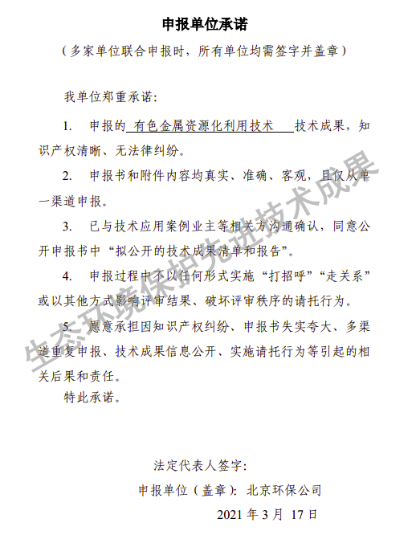 申报单位承诺
（多家单位联合申报时，所有单位均需签字并盖章）
我单位郑重承诺：
1. 申报的 有色金属资源化利用技术 技术成果，知
识产权清晰、无法律纠纷。
2. 申报书和附件内容均真实、准确、客观，且仅从单
一渠道申报。
3. 已与技术应用案例业主等相关方沟通确认，同意公
开申报书中“拟公开的技术成果清单和报告”。
4. 申报过程中不以任何形式实施“打招呼”“走关系”
或以其他方式影响评审结果、破坏评审秩序的请托行为。
5. 愿意承担因知识产权纠纷、申报书失实夸大、多渠
道重复申报、技术成果信息公开、实施请托行为等引起的相
关后果和责任。
特此承诺。
法定代表人签字：
申报单位（盖章）：北京环保公司
2021 年 3 月 17 日
生态环境保护先进技术成果